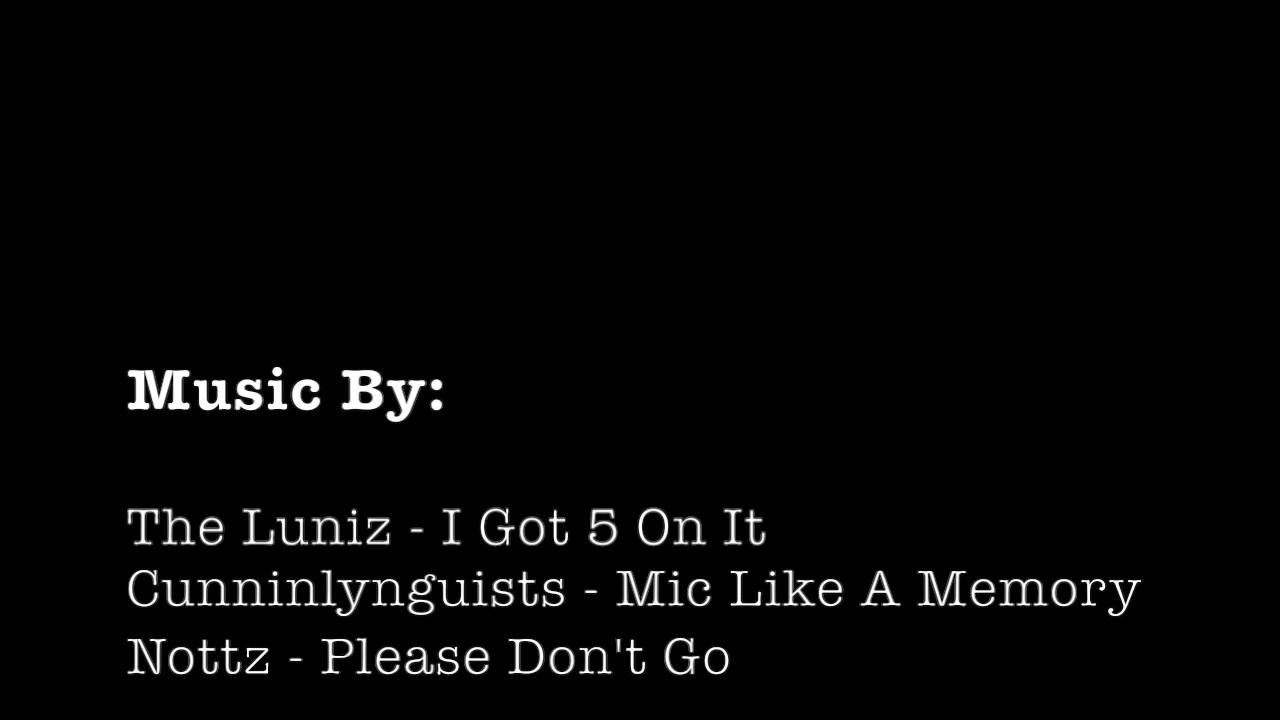 Music By:
The Luniz - I Got 5 On It
Cunninlynguists - Mic Like A Memory
Nottz - Please Don't Go